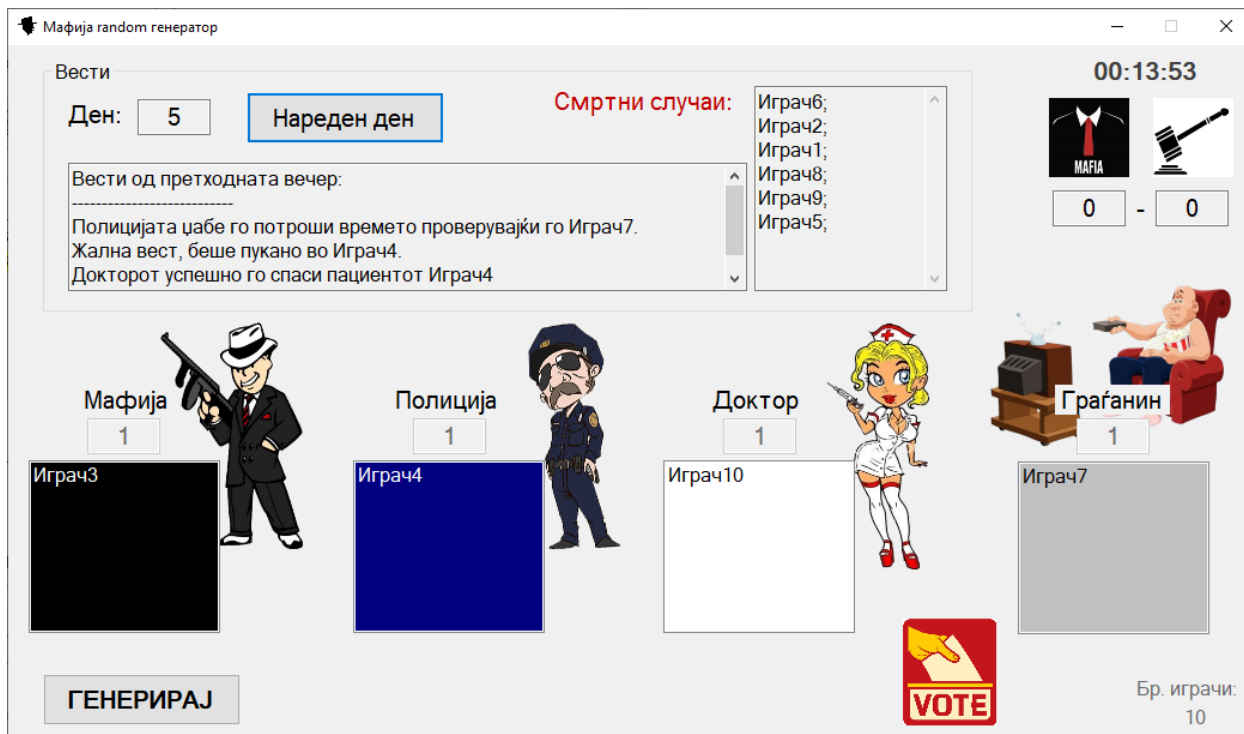 Мафија random генератор
Вести
00:13:53
Ден:
5
Нареден ден
Смртни случаи:
Играч6;
Играч2;
Играч1;
Играч8;
Играч9;
Играч5;
MAFIA
0 - 0
Вести од претходната вечер:
---------------------------
Полицијата џабе го потроши времето проверувајќи го Играч7.
Жална вест, беше пукано во Играч4.
Докторот успешно го спаси пациентот Играч4
Мафија
1
Играч3
Полиција
1
Играч4
Доктор
1
Играч10
Граѓанин
1
Играч7
ГЕНЕРИРАЈ
VOTE
Бр. играчи:
10